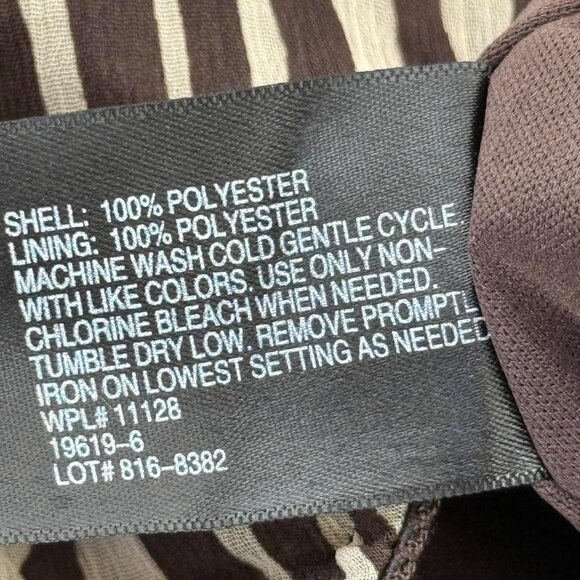 SHELL: 100% POLYESTER
LINING: 100% POLYESTER
MACHINE WASH COLD GENTLE CYCLE
WITH LIKE COLORS. USE ONLY NON-
CHLORINE BLEACH WHEN NEEDED.
TUMBLE DRY LOW. REMOVE PROMPTL
IRON ON LOWEST SETTING AS NEEDED
WPL# 11128
19619-6
LOT# 816-8382